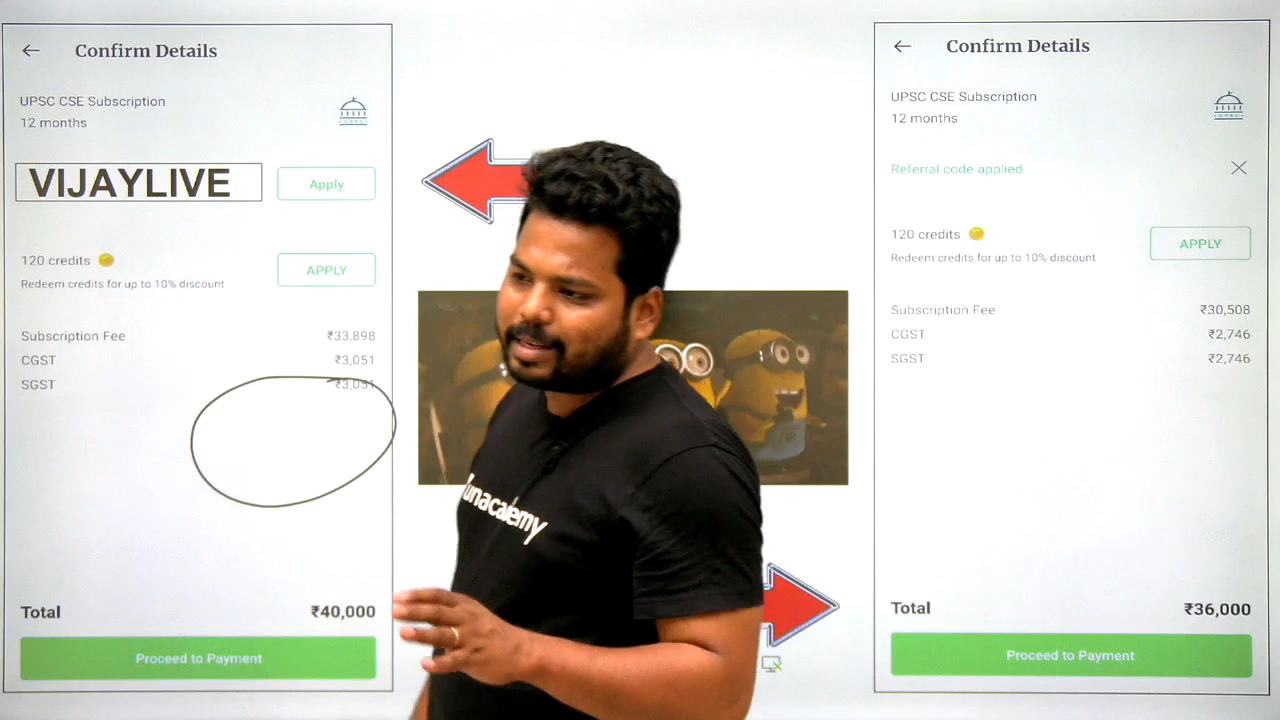 Confirm Details
UPSC CSE Subscription
12 months
VIJAYLIVE
Apply
120 credits
APPLY
Redeem credits for up to 10% discount
Subscription Fee ₹33,898
CGST ₹3,051
SGST ₹3,051
Total ₹40,000
Proceed to Payment
unacademy
Confirm Details
UPSC CSE Subscription
12 months
UPSC
Referral code applied
120 credits
APPLY
Redeem credits for up to 10% discount
Subscription Fee ₹30,508
CGST ₹2,746
SGST ₹2,746
Total ₹36,000
Proceed to Payment